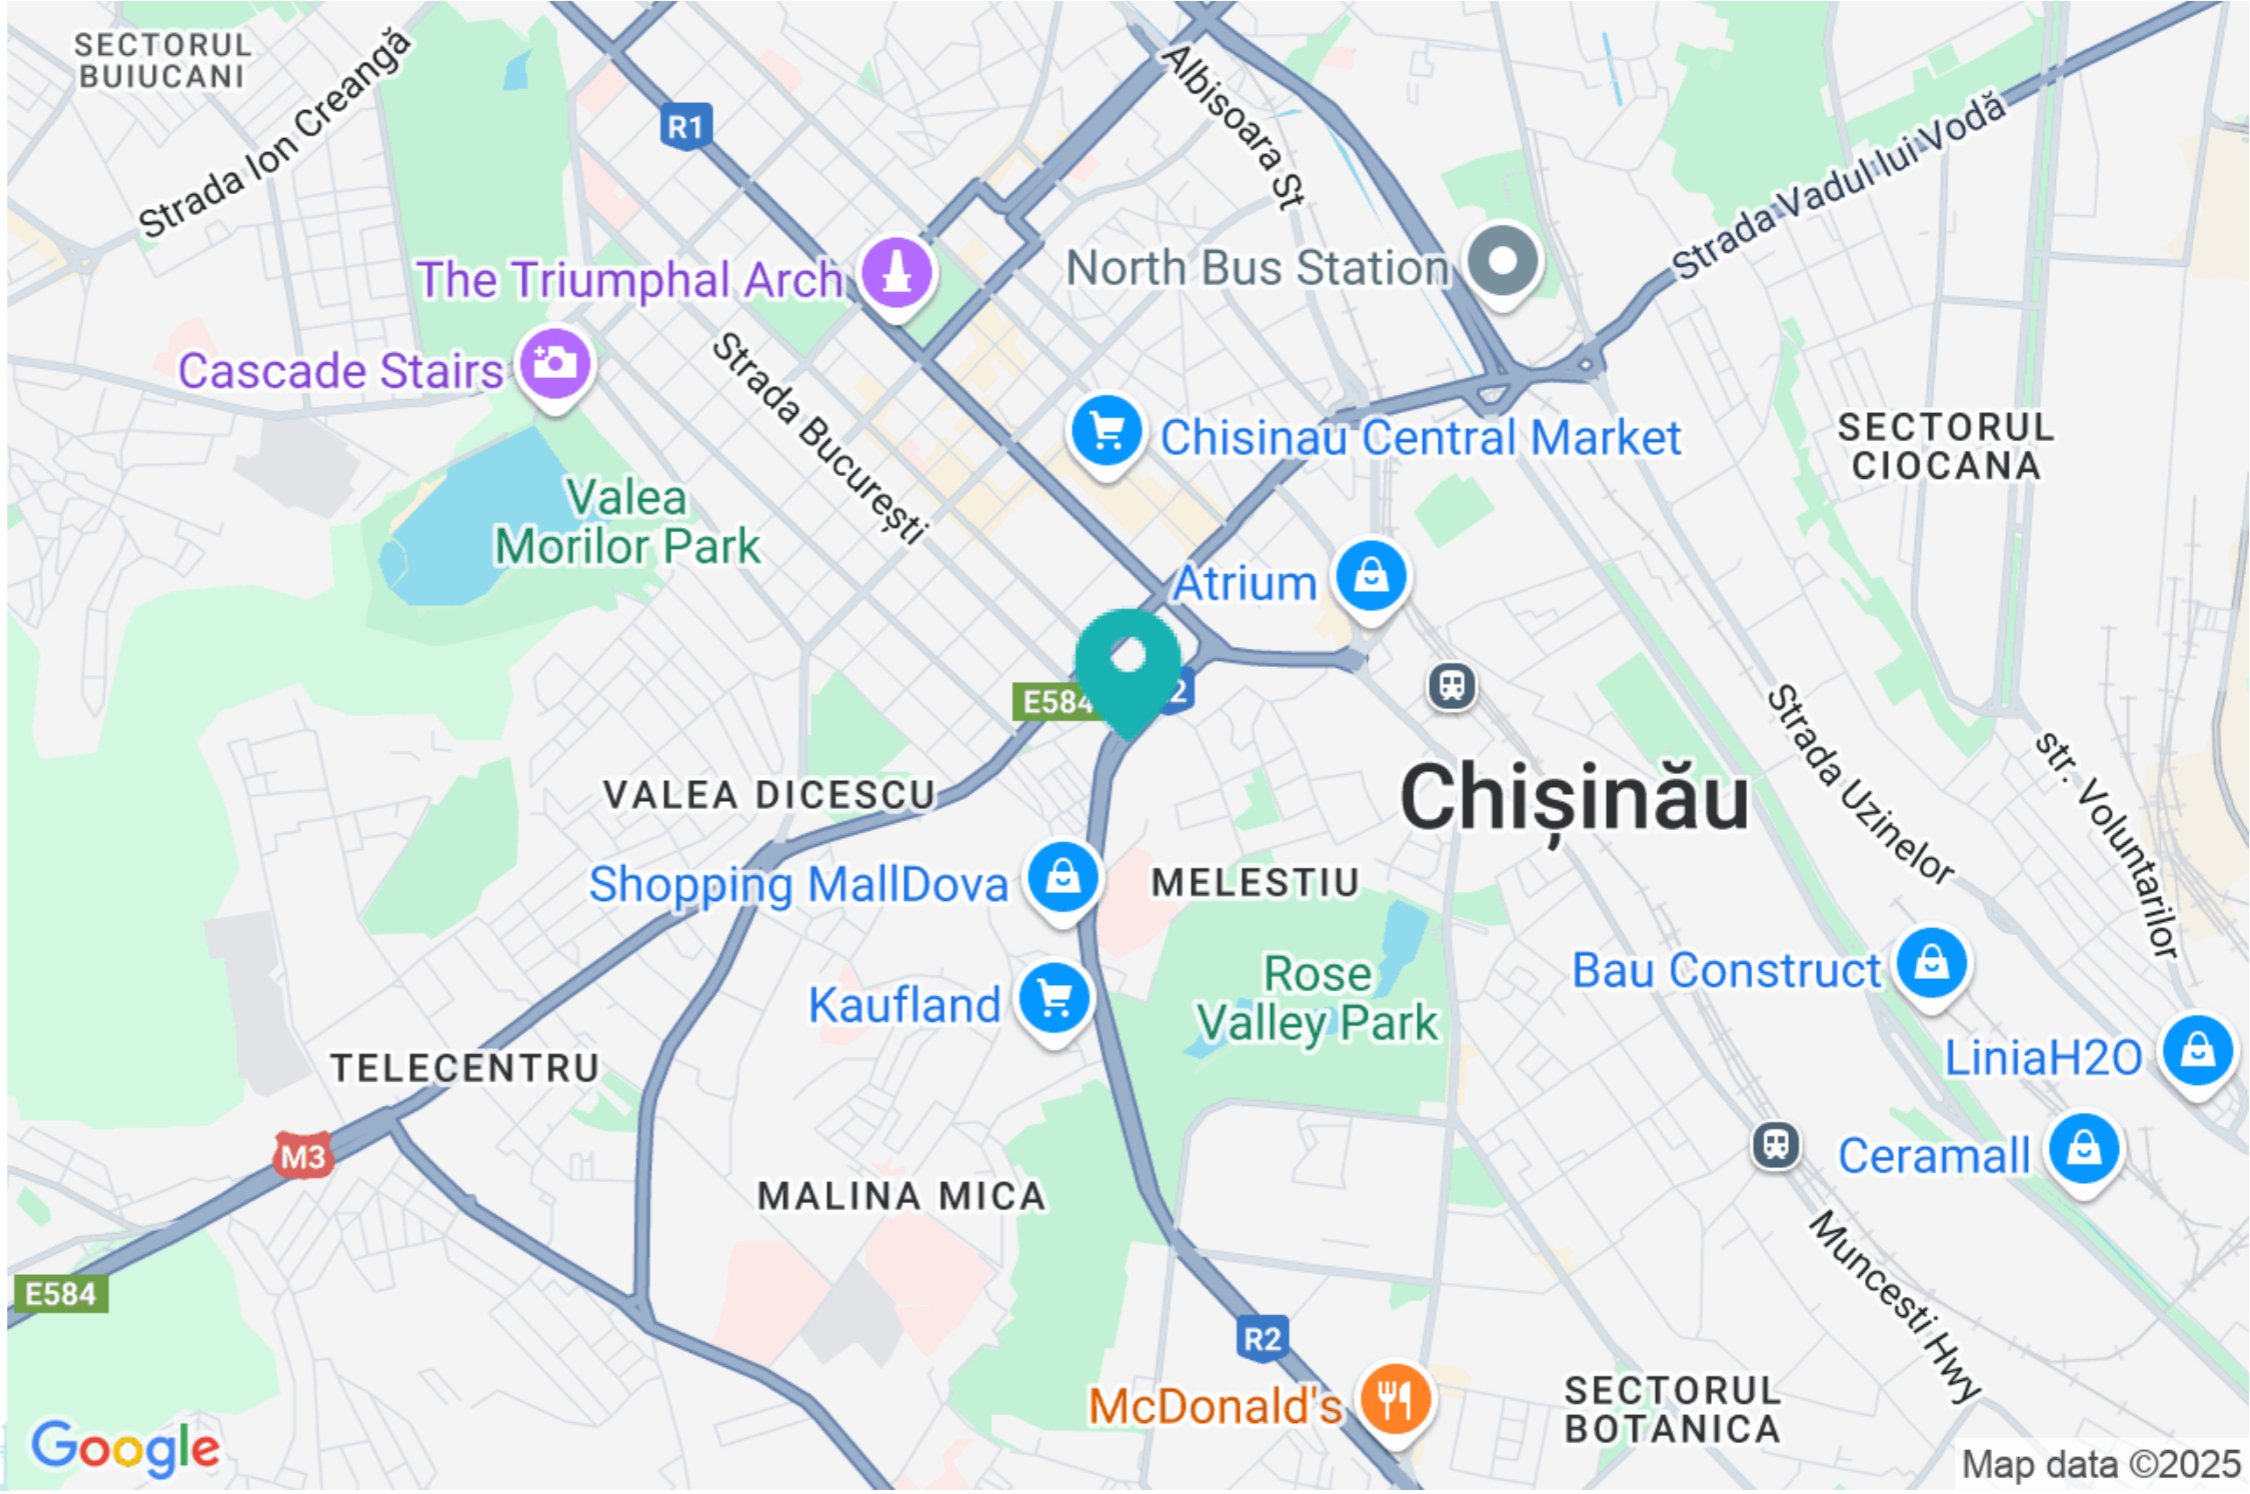 SECTORUL
BUIUCANI
Strada Ion Creangă
R1
Albisoara St
Strada Vadul lui Vodă
The Triumphal Arch
North Bus Station
Cascade Stairs
Strada București
Chisinau Central Market
SECTORUL
CIOCANA
Valea
Morilor Park
Atrium
E584
2
Strada Uzinelor
str. Voluntarilor
VALEA DICESCU
Chișinău
Shopping MallDova
MELESTIU
Rose
Valley Park
Bau Construct
Kaufland
LiniaH2O
TELECENTRU
M3
Ceramall
MALINA MICA
Muncesti Hwy
E584
R2
McDonald's
SECTORUL
BOTANICA
Google
Map data ©2025